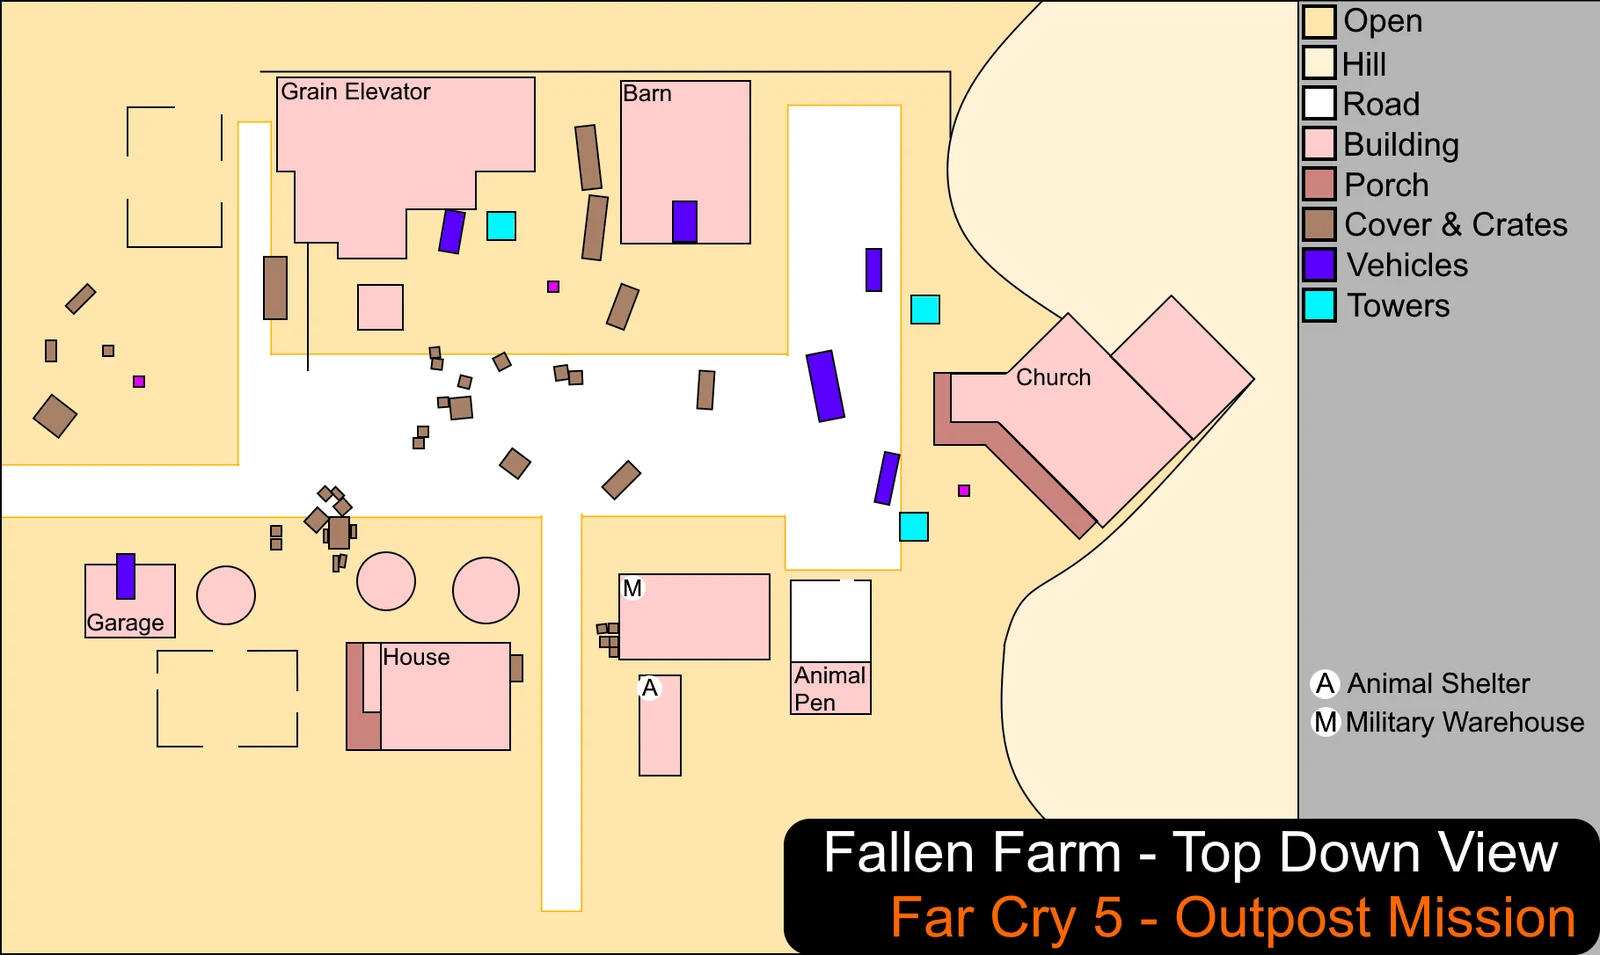 Grain Elevator
Barn
Church
Garage
House
M
A
Animal
Pen
Open
Hill
Road
Building
Porch
Cover & Crates
Vehicles
Towers
A Animal Shelter
M Military Warehouse
Fallen Farm - Top Down View
Far Cry 5 - Outpost Mission